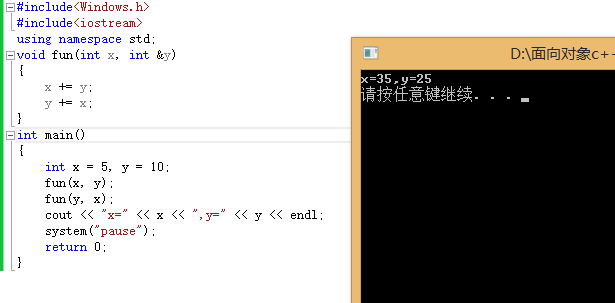 #include<Windows.h>
#include<iostream>
using namespace std;
void fun(int x, int &y)
{
x += y;
y += x;
}
int main()
{
int x = 5, y = 10;
fun(x, y);
fun(y, x);
cout << "x=" << x << ",y=" << y << endl;
system("pause");
return 0;
}
D:\面向对象c+
x=35,y=25
请按任意键继续. . .